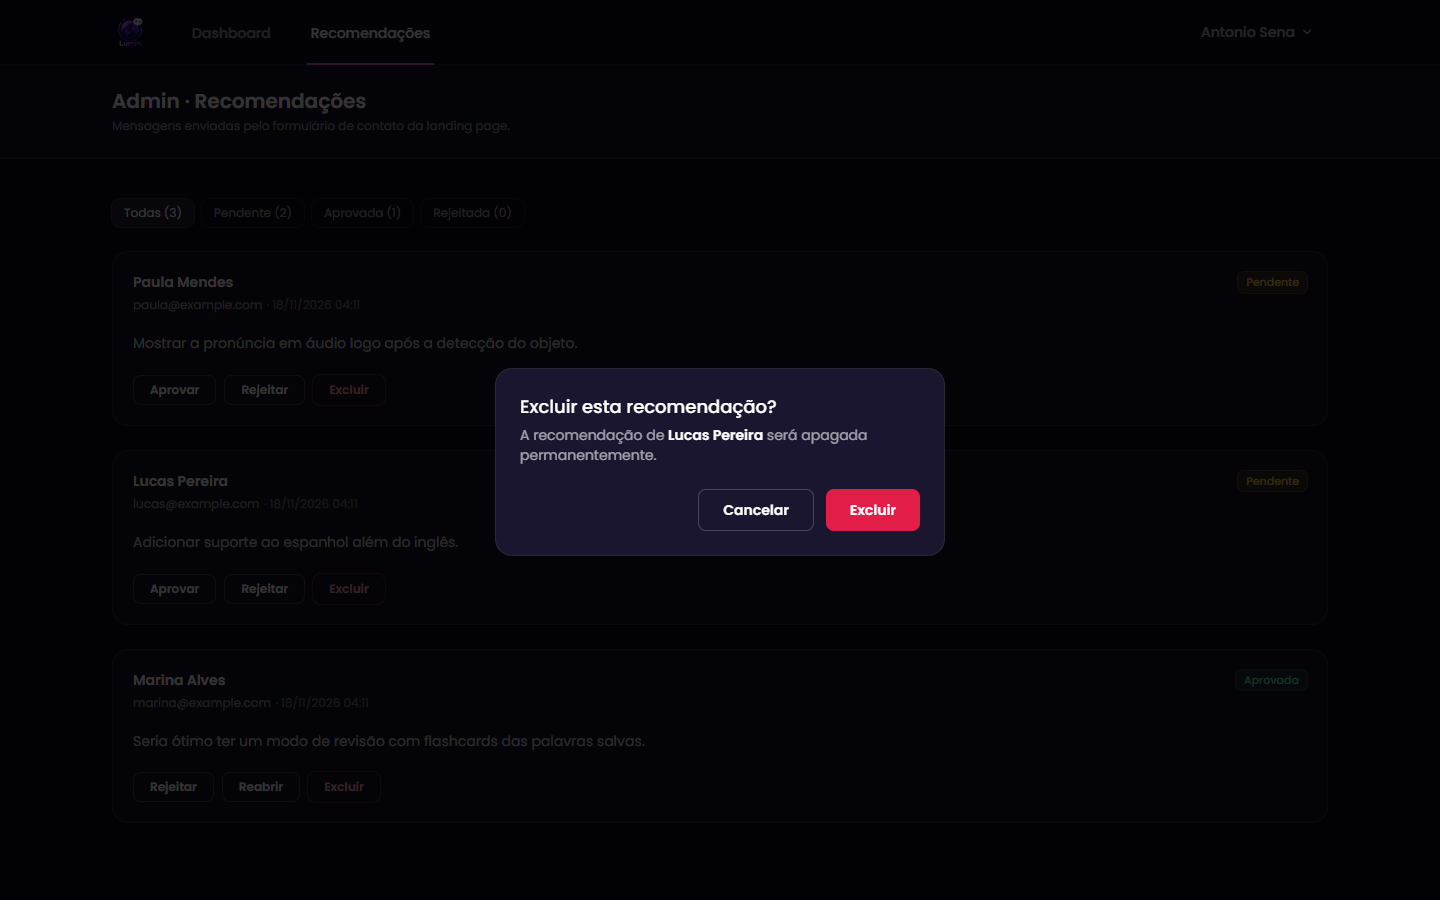 Dashboard
Recomendações
Antonio Sena
Admin · Recomendações
Mensagens enviadas pelo formulário de contato da landing page.
Todas (3)
Pendente (2)
Aprovada (1)
Rejeitada (0)
Paula Mendes
Pendente
paula@example.com · 18/11/2026 04:11
Mostrar a pronúncia em áudio logo após a detecção do objeto.
Aprovar
Rejeitar
Excluir
Excluir esta recomendação?
A recomendação de Lucas Pereira será apagada
permanentemente.
Cancelar
Excluir
Lucas Pereira
Pendente
lucas@example.com · 18/11/2026 04:11
Adicionar suporte ao espanhol além do inglês.
Aprovar
Rejeitar
Excluir
Marina Alves
Aprovada
marina@example.com · 18/11/2026 04:11
Seria ótimo ter um modo de revisão com flashcards das palavras salvas.
Rejeitar
Reabrir
Excluir